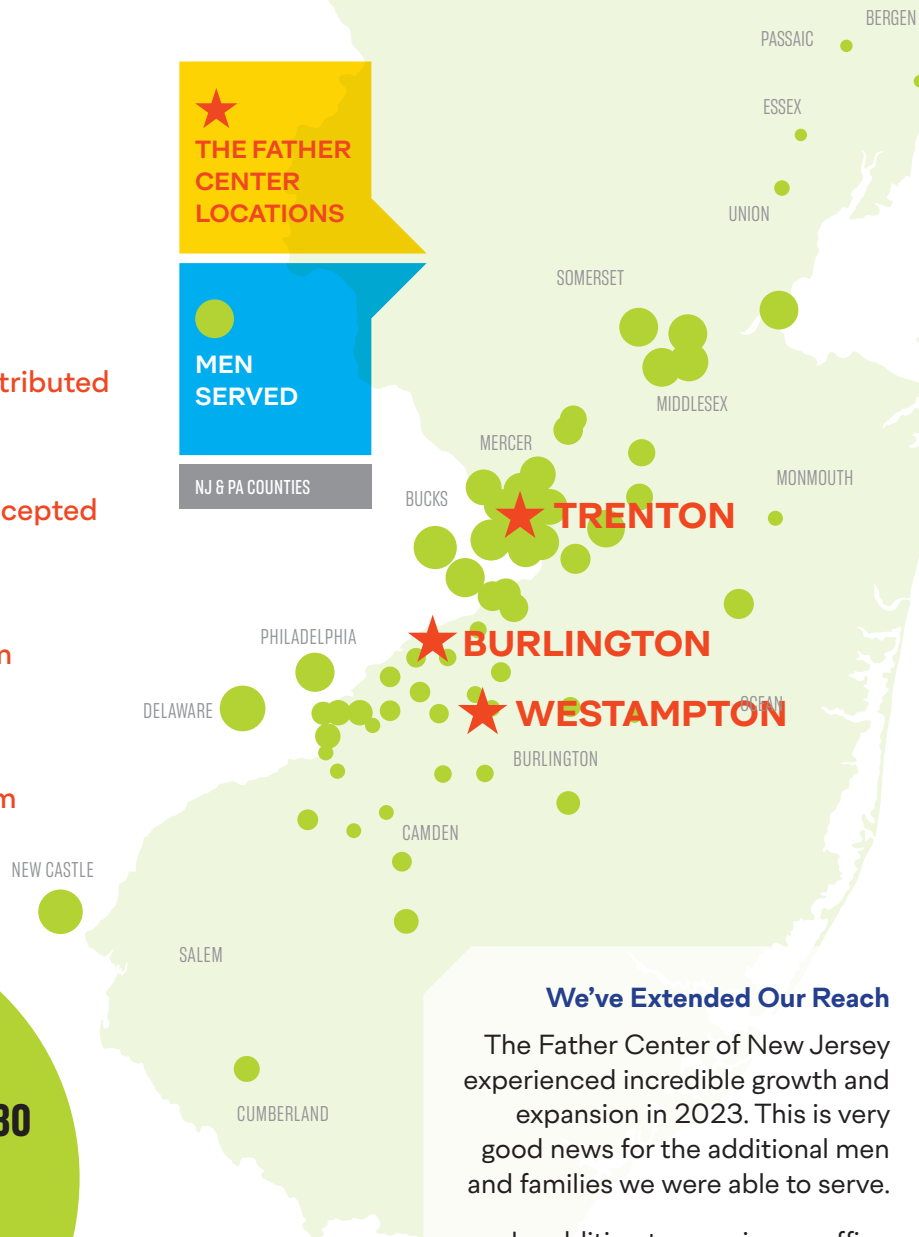 BERGEN
PASSAIC
ESSEX
UNION
THE FATHER
CENTER
LOCATIONS
SOMERSET
MEN
SERVED
tributed
MIDDLESEX
MERCER
MONMOUTH
NJ & PA COUNTIES
BUCKS
cepted
TRENTON
PHILADELPHIA
BURLINGTON
m
DELAWARE
OCEAN
WESTAMPTON
BURLINGTON
m
CAMDEN
NEW CASTLE
SALEM
We’ve Extended Our Reach
The Father Center of New Jersey
experienced incredible growth and
expansion in 2023. This is very
good news for the additional men
and families we were able to serve.
30
CUMBERLAND